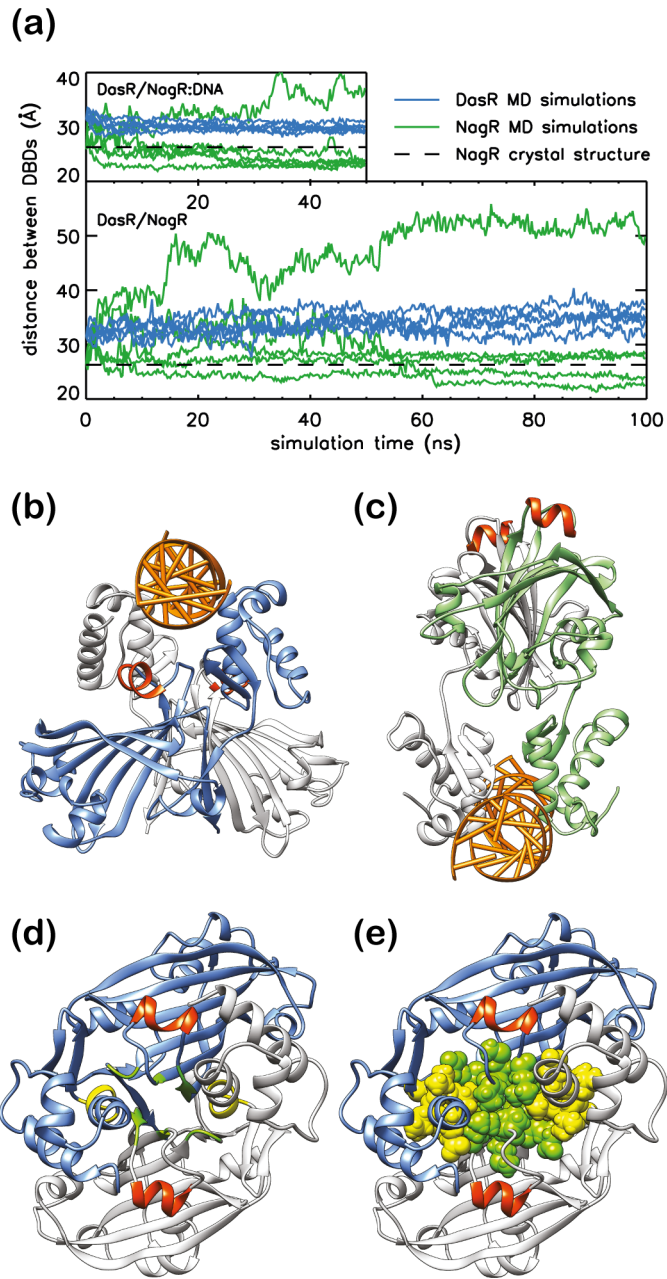 (a)
40
DasR/NagR:DNA
30
20
20
40
DasR MD simulations
NagR MD simulations
NagR crystal structure
distance between DBDs (Å)
DasR/NagR
50
40
30
20
0
20
40
60
80
100
simulation time (ns)
(b)
(c)
(d)
(e)